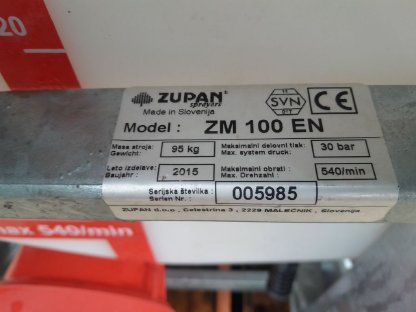 20
ZUPAN®
sprayers
Made in Slovenija
SVN
CE
Model : ZM 100 EN
Masa stroja: 95 kg Maksimalni delovni tlak: 30 bar
Gewicht: Max. system druck:
Leto izdelave: 2015 Maksimalni obrati : 540/min
Baujahr : Max. Drehzahl :
Serijska številka : 005985
Serien Nr. :
ZUPAN d.o.o , Celestrina 3 , 2229 MALEČNIK , Slovenija
max 540/min